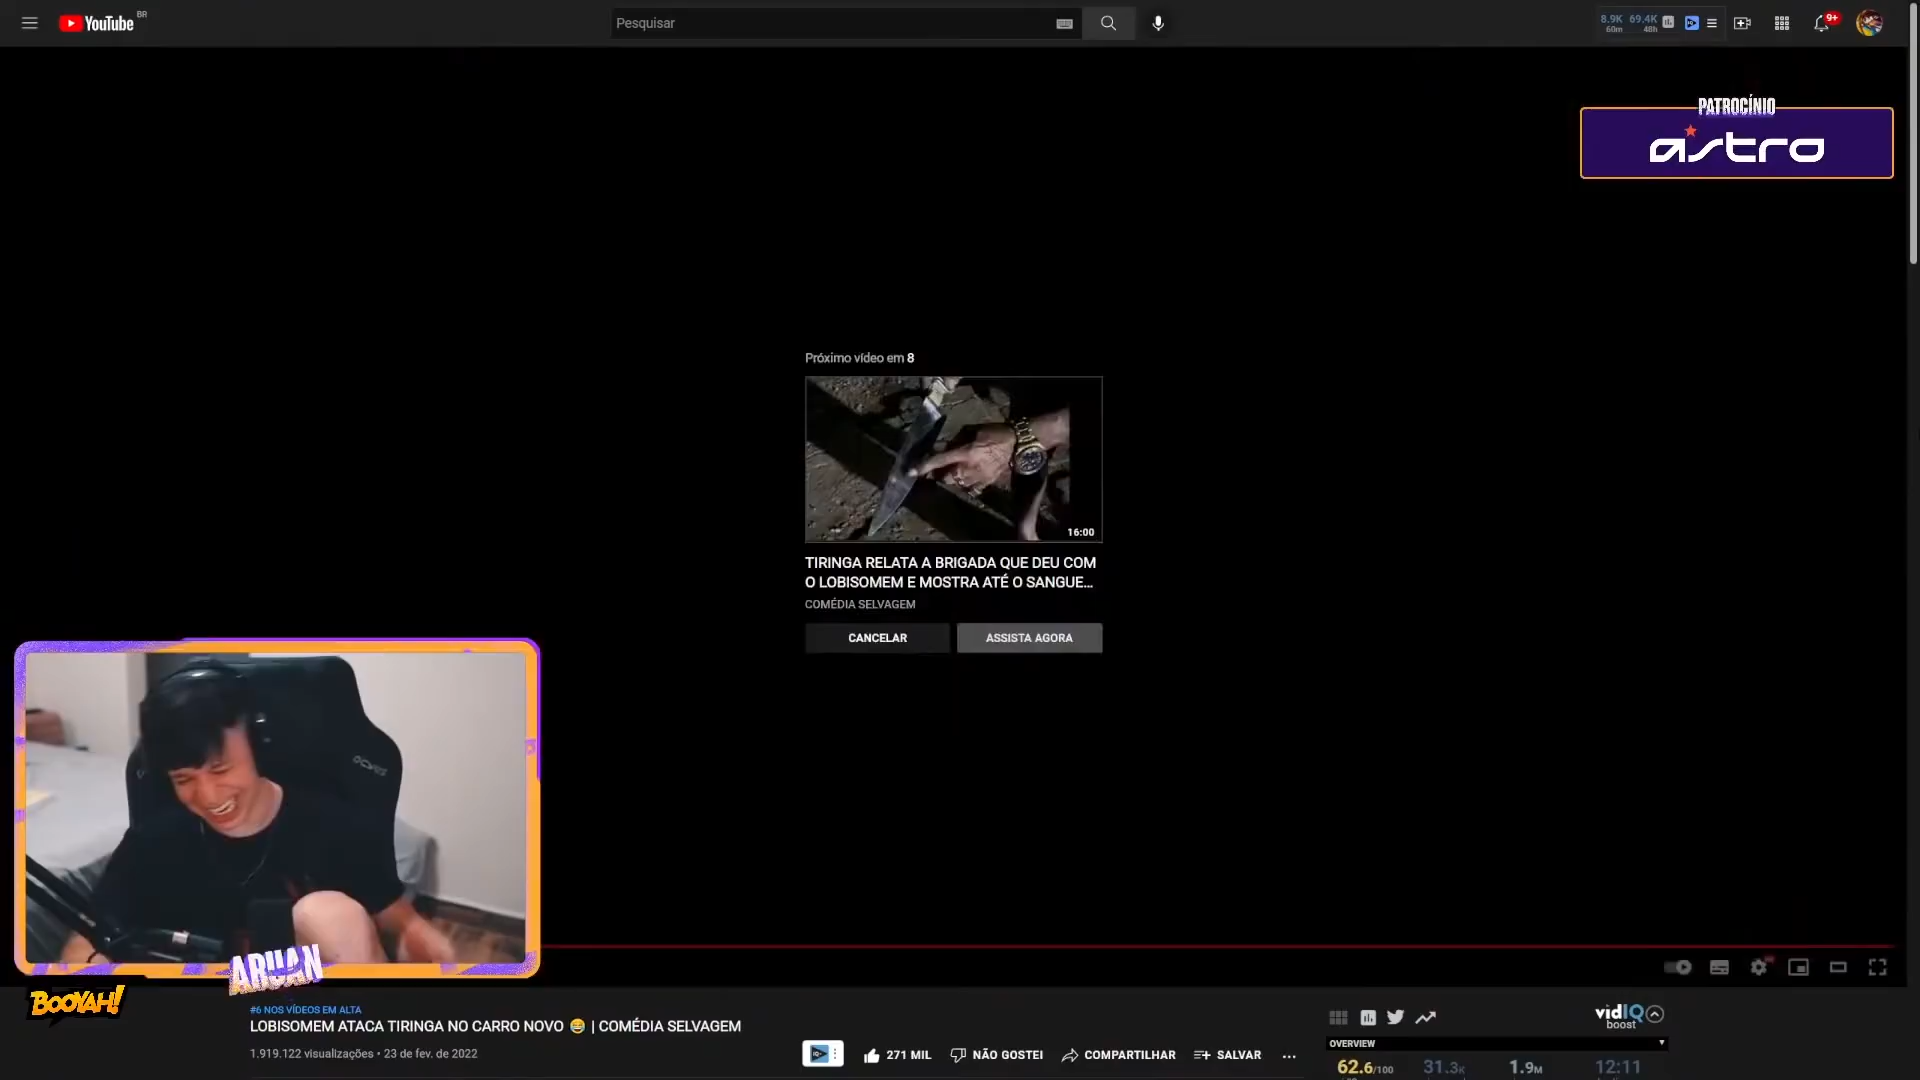 YouTube BR
Pesquisar
8.9K 69.4K
60m 48h
9+
PATROCÍNIO
astro
Próximo vídeo em 8
16:00
TIRINGA RELATA A BRIGADA QUE DEU COM
O LOBISOMEM E MOSTRA ATÉ O SANGUE...
COMÉDIA SELVAGEM
CANCELAR
ASSISTA AGORA
ARUAN
BOOYAH!
#6 NOS VÍDEOS EM ALTA
LOBISOMEM ATACA TIRINGA NO CARRO NOVO 😂 | COMÉDIA SELVAGEM
1.919.122 visualizações • 23 de fev. de 2022
271 MIL
NÃO GOSTEI
COMPARTILHAR
SALVAR
vidIQ
boost
OVERVIEW
62.6/100 31.3K 1.9M 12:11